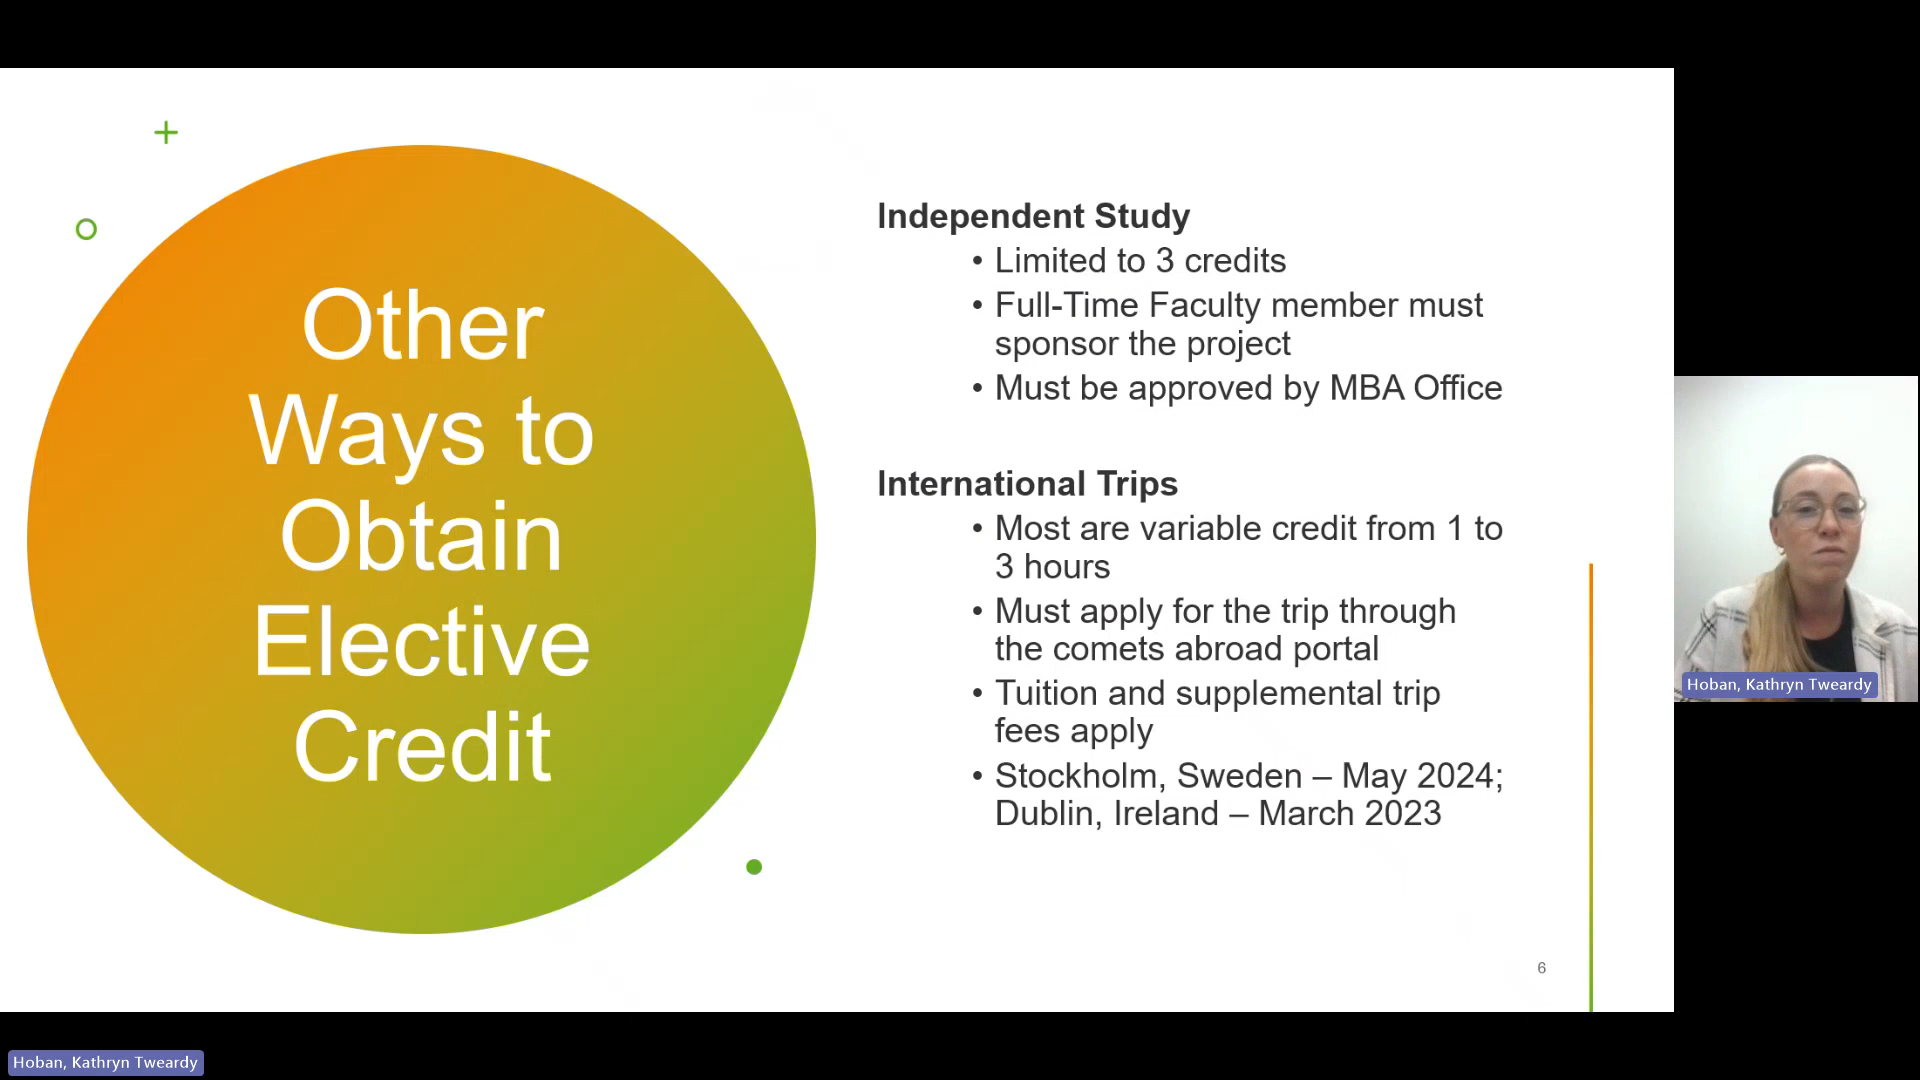 Other
Ways to
Obtain
Elective
Credit
Independent Study
• Limited to 3 credits
• Full-Time Faculty member must
sponsor the project
• Must be approved by MBA Office
International Trips
• Most are variable credit from 1 to
3 hours
• Must apply for the trip through
the comets abroad portal
• Tuition and supplemental trip
fees apply
• Stockholm, Sweden – May 2024;
Dublin, Ireland – March 2023
6
Hoban, Kathryn Tweardy
Hoban, Kathryn Tweardy